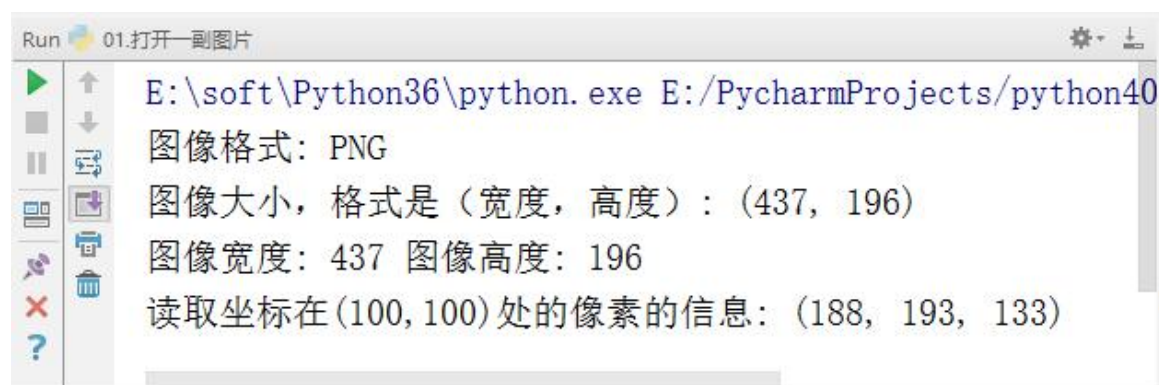 Run 01.打开一副图片
E:\soft\Python36\python.exe E:/PycharmProjects/python40
图像格式: PNG
图像大小，格式是（宽度，高度）: (437, 196)
图像宽度: 437 图像高度: 196
读取坐标在(100,100)处的像素的信息: (188, 193, 133)